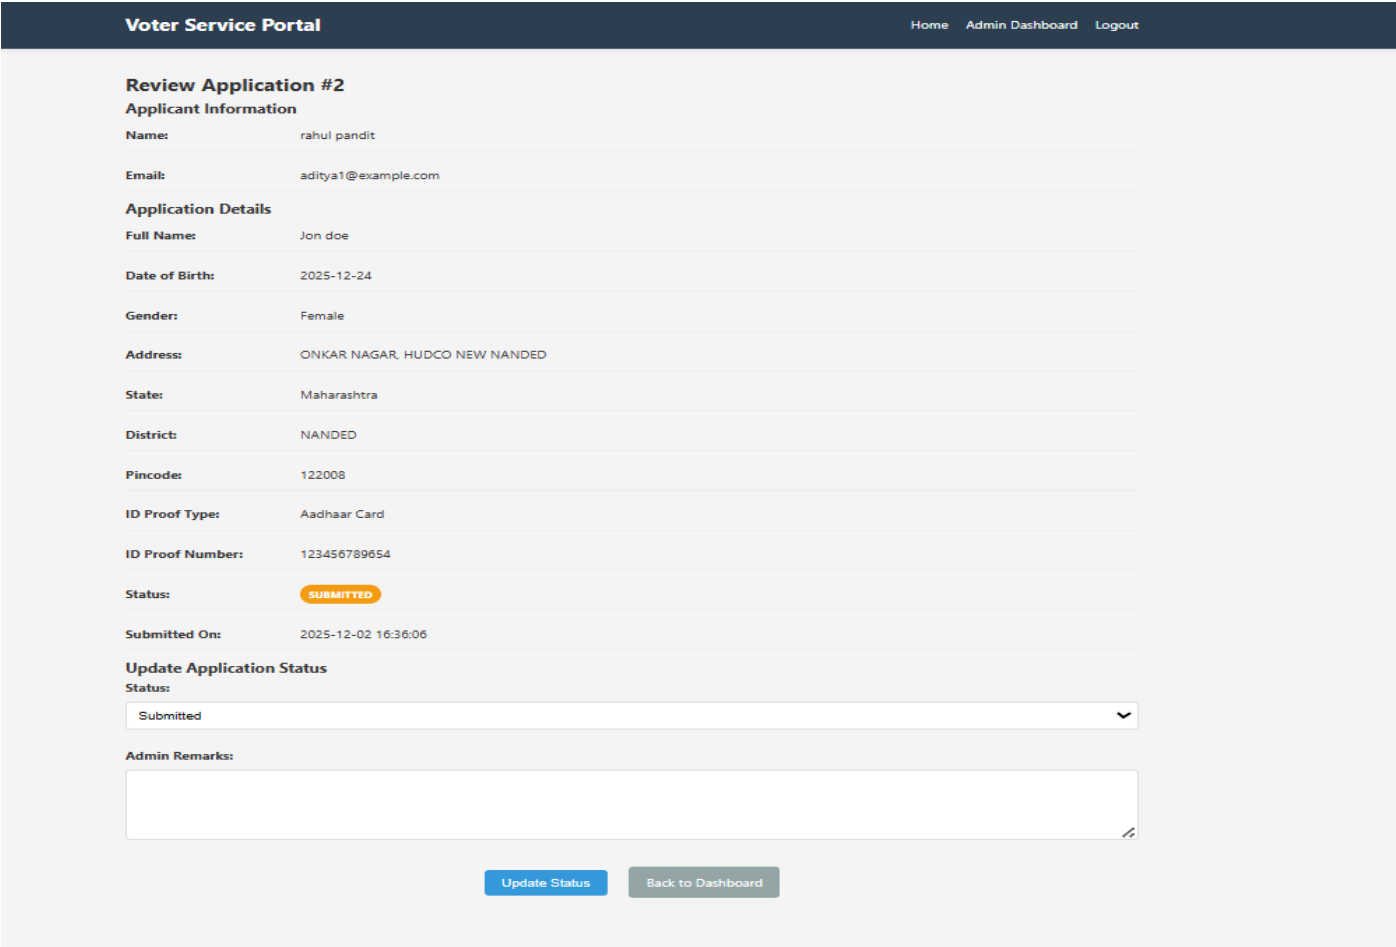 Voter Service Portal Home Admin Dashboard Logout
Review Application #2
Applicant Information
Name: rahul pandit
Email: aditya1@example.com
Application Details
Full Name: Jon doe
Date of Birth: 2025-12-24
Gender: Female
Address: ONKAR NAGAR, HUDCO NEW NANDED
State: Maharashtra
District: NANDED
Pincode: 122008
ID Proof Type: Aadhaar Card
ID Proof Number: 123456789654
Status: SUBMITTED
Submitted On: 2025-12-02 16:36:06
Update Application Status
Status:
Submitted
Admin Remarks:
Update Status Back to Dashboard